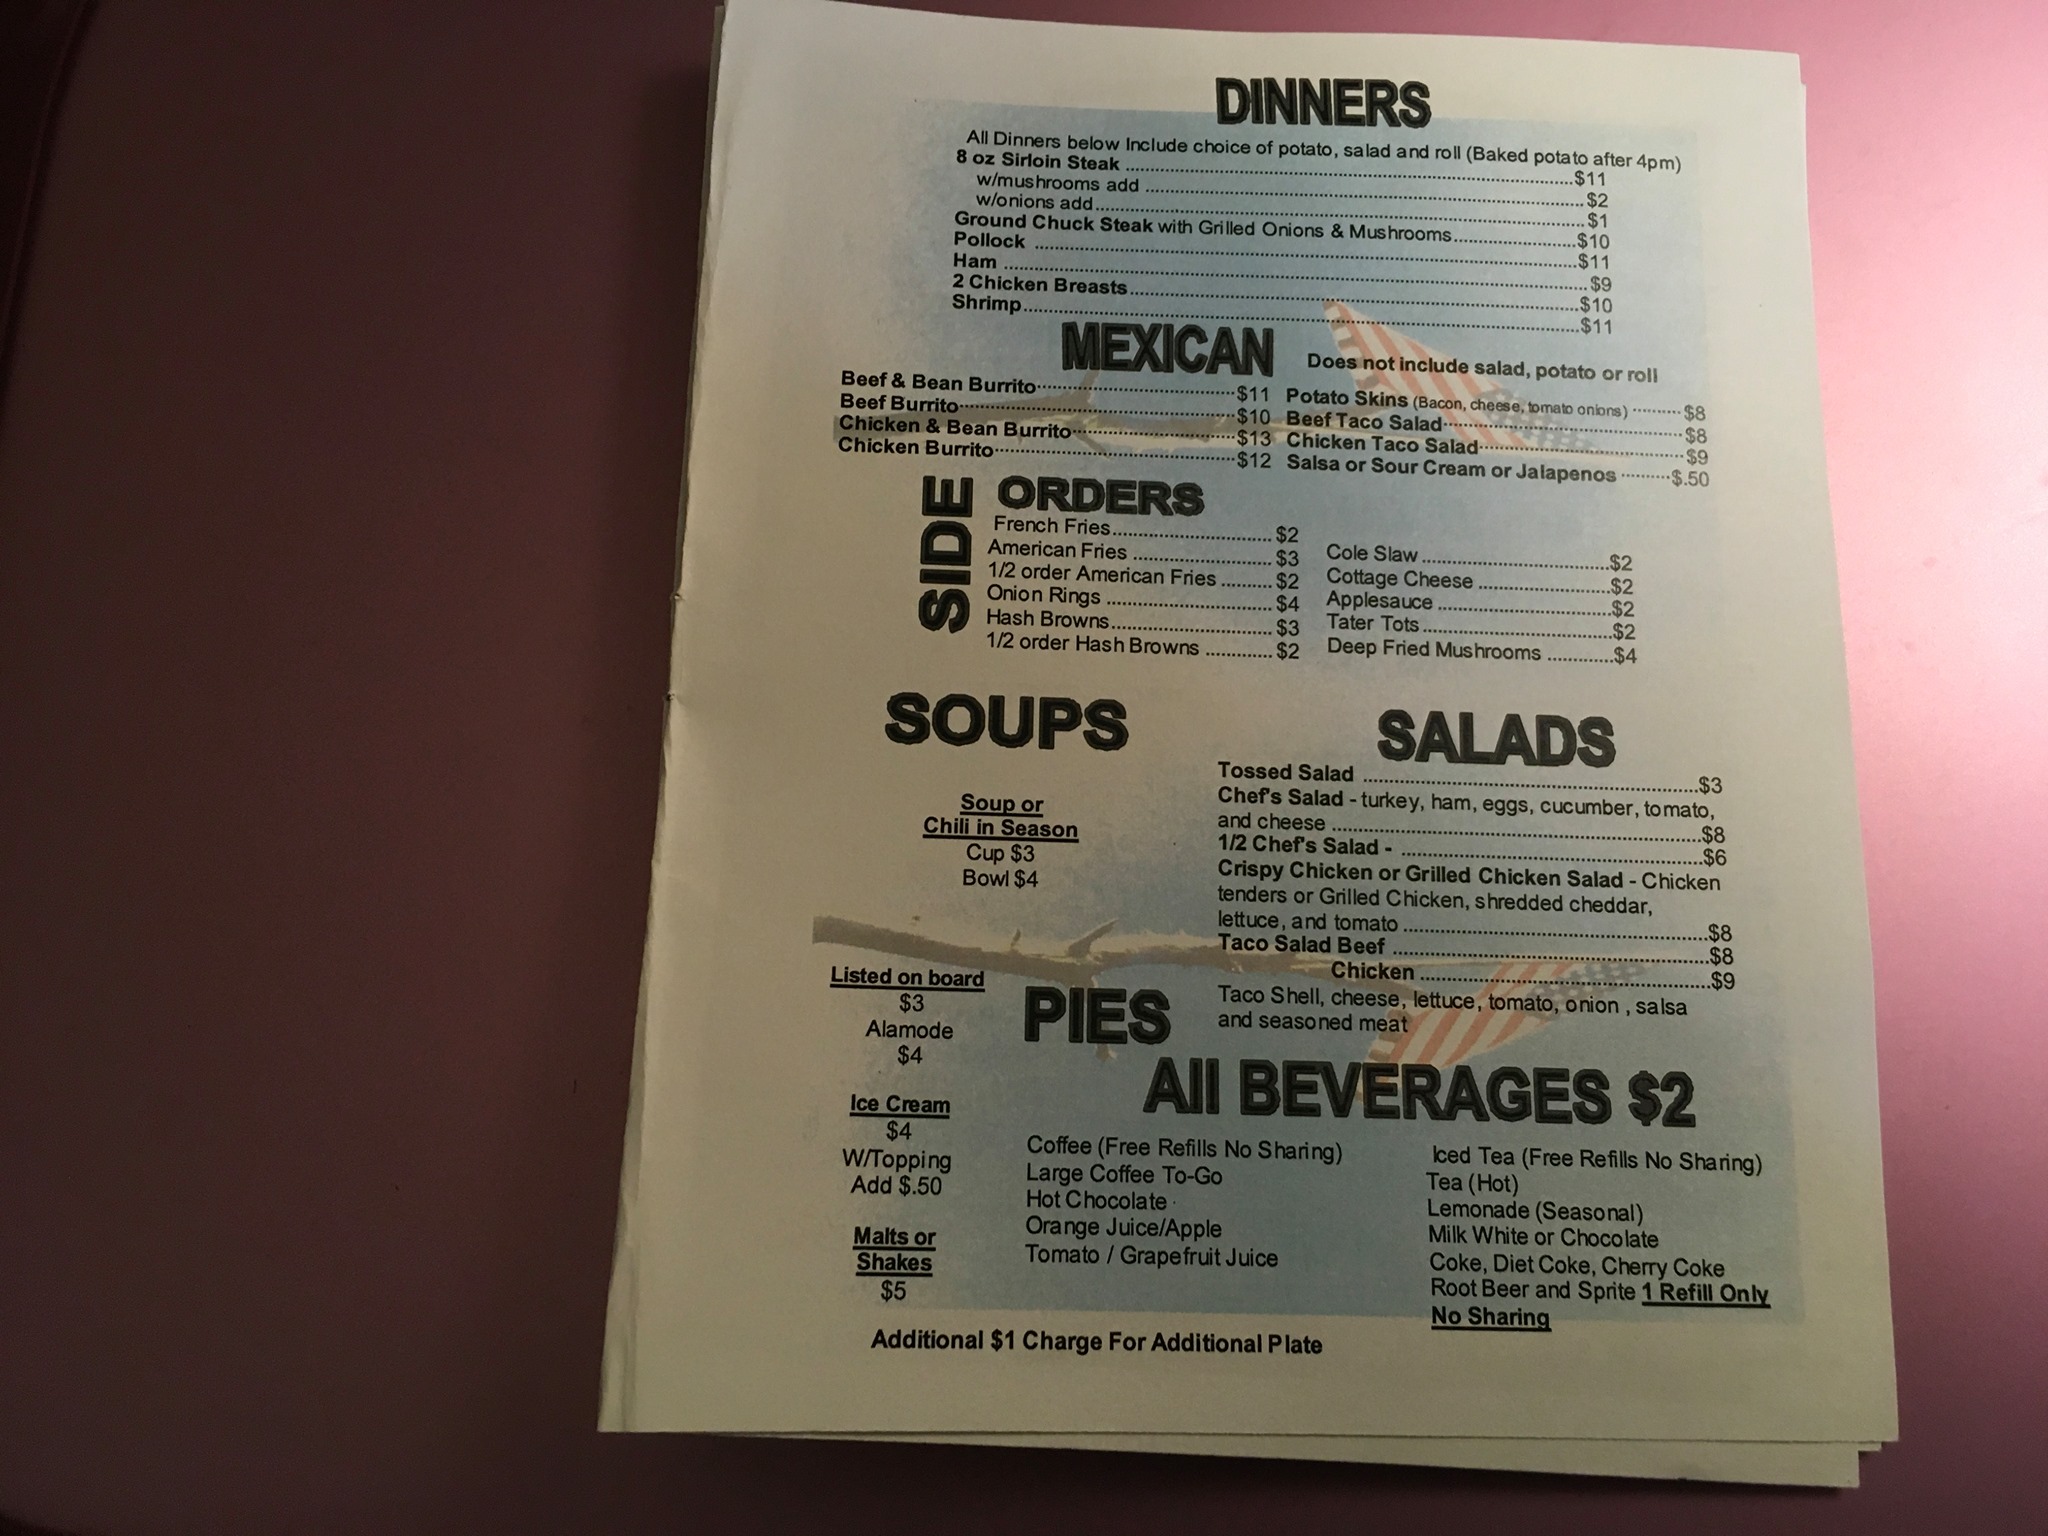 DINNERS
All Dinners below Include choice of potato, salad and roll (Baked potato after 4pm)
8 oz Sirloin Steak ........ $11
w/mushrooms add ........ $2
w/onions add ........ $1
Ground Chuck Steak with Grilled Onions & Mushrooms ........ $10
Pollock ........ $11
Ham ........ $9
2 Chicken Breasts ........ $10
Shrimp ........ $11
MEXICAN Does not include salad, potato or roll
Beef & Bean Burrito ........ $11
Beef Burrito ........ $10
Chicken & Bean Burrito ........ $13
Chicken Burrito ........ $12
Potato Skins (Bacon, cheese, tomato onions) ........ $8
Beef Taco Salad ........ $8
Chicken Taco Salad ........ $9
Salsa or Sour Cream or Jalapenos ........ $.50
SIDE ORDERS
French Fries ........ $2
American Fries ........ $3
1/2 order American Fries ........ $2
Onion Rings ........ $4
Hash Browns ........ $3
1/2 order Hash Browns ........ $2
Cole Slaw ........ $2
Cottage Cheese ........ $2
Applesauce ........ $2
Tater Tots ........ $2
Deep Fried Mushrooms ........ $4
SOUPS
Soup or
Chili in Season
Cup $3
Bowl $4
SALADS
Tossed Salad ........ $3
Chef's Salad - turkey, ham, eggs, cucumber, tomato,
and cheese ........ $8
1/2 Chef's Salad - ........ $6
Crispy Chicken or Grilled Chicken Salad - Chicken
tenders or Grilled Chicken, shredded cheddar,
lettuce, and tomato ........ $8
Taco Salad Beef ........ $8
Chicken ........ $9
Taco Shell, cheese, lettuce, tomato, onion , salsa
and seasoned meat
PIES
Listed on board
$3
Alamode
$4
Ice Cream
$4
W/Topping
Add $.50
Malts or
Shakes
$5
All BEVERAGES $2
Coffee (Free Refills No Sharing)
Large Coffee To-Go
Hot Chocolate
Orange Juice/Apple
Tomato / Grapefruit Juice
Iced Tea (Free Refills No Sharing)
Tea (Hot)
Lemonade (Seasonal)
Milk White or Chocolate
Coke, Diet Coke, Cherry Coke
Root Beer and Sprite 1 Refill Only
No Sharing
Additional $1 Charge For Additional Plate